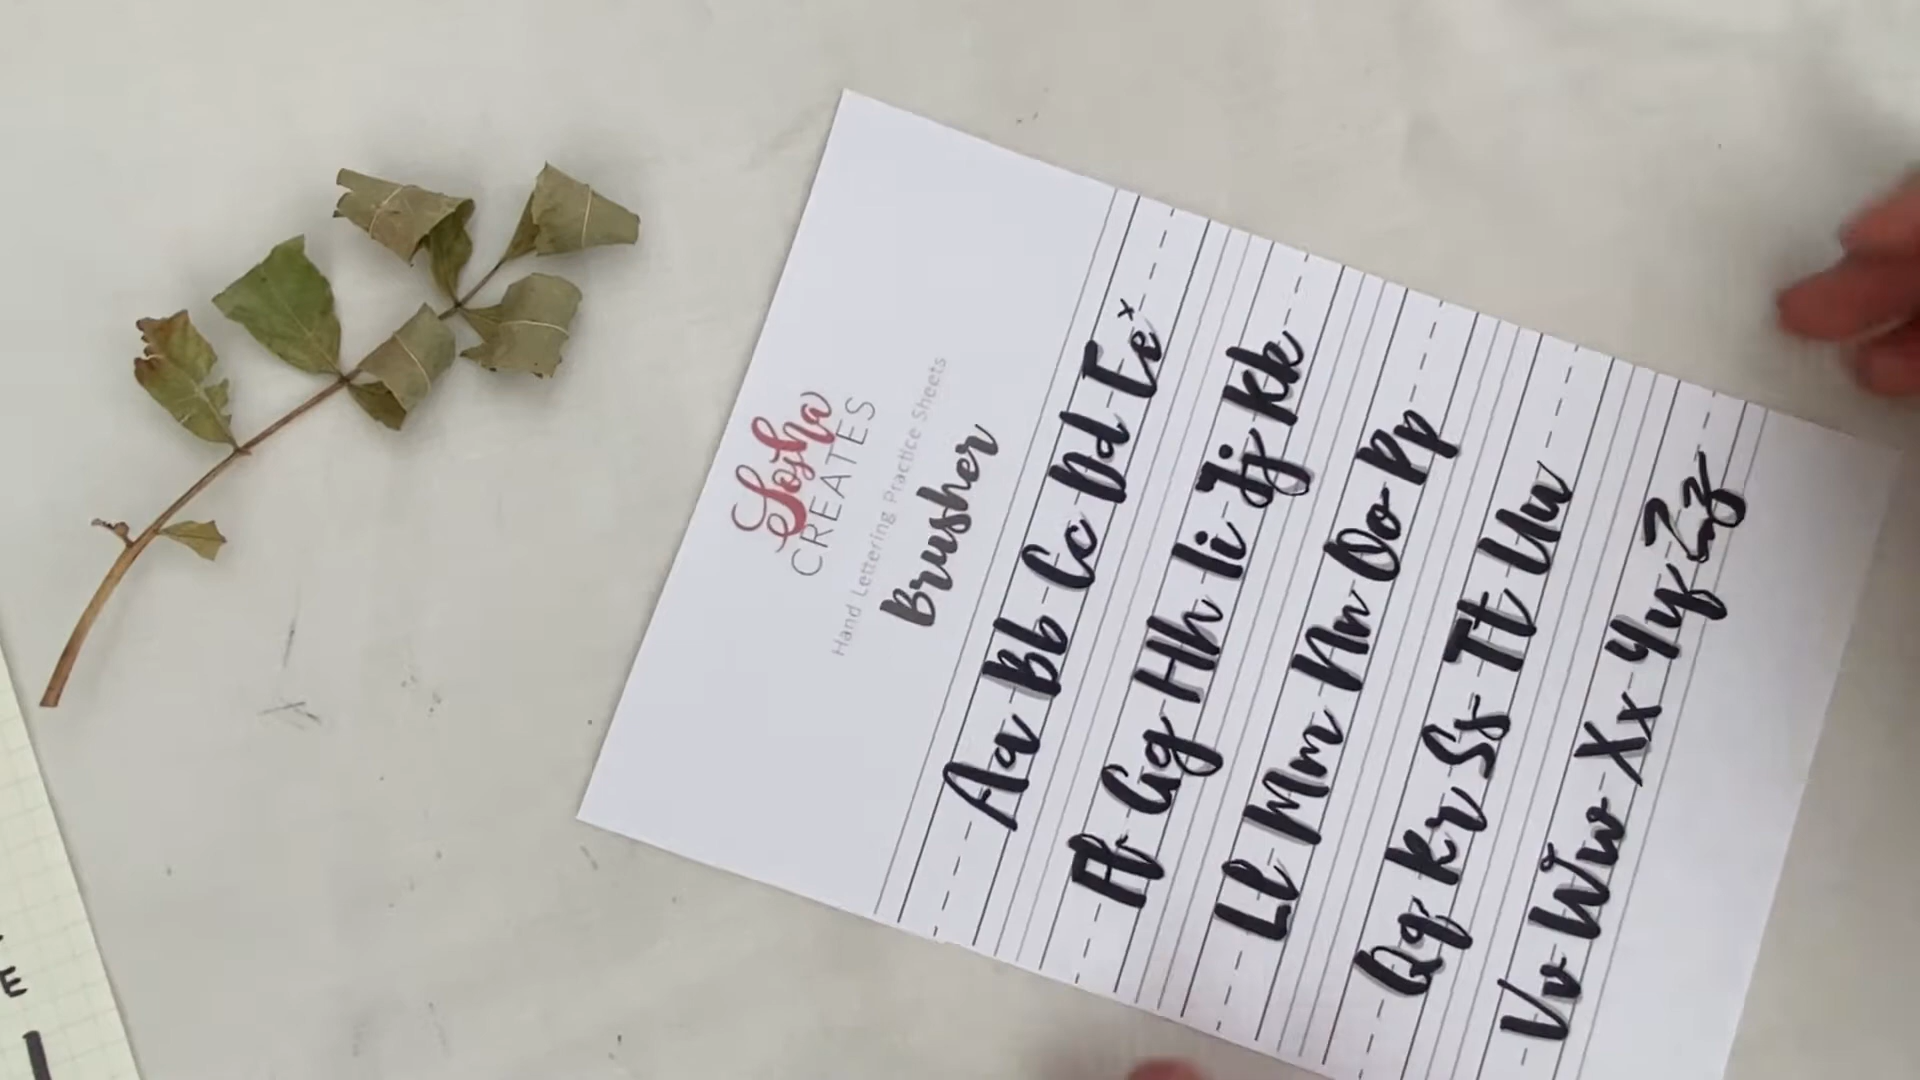 Sosha
CREATES
Hand Lettering Practice Sheets
Brusher
Aa Bb Cc Dd Ee x
Ff Gg Hh Ii Jj Kk
Ll Mm Nn Oo Pp
Qq Rr Ss Tt Uu
Vv Ww Xx Yy Zz
E